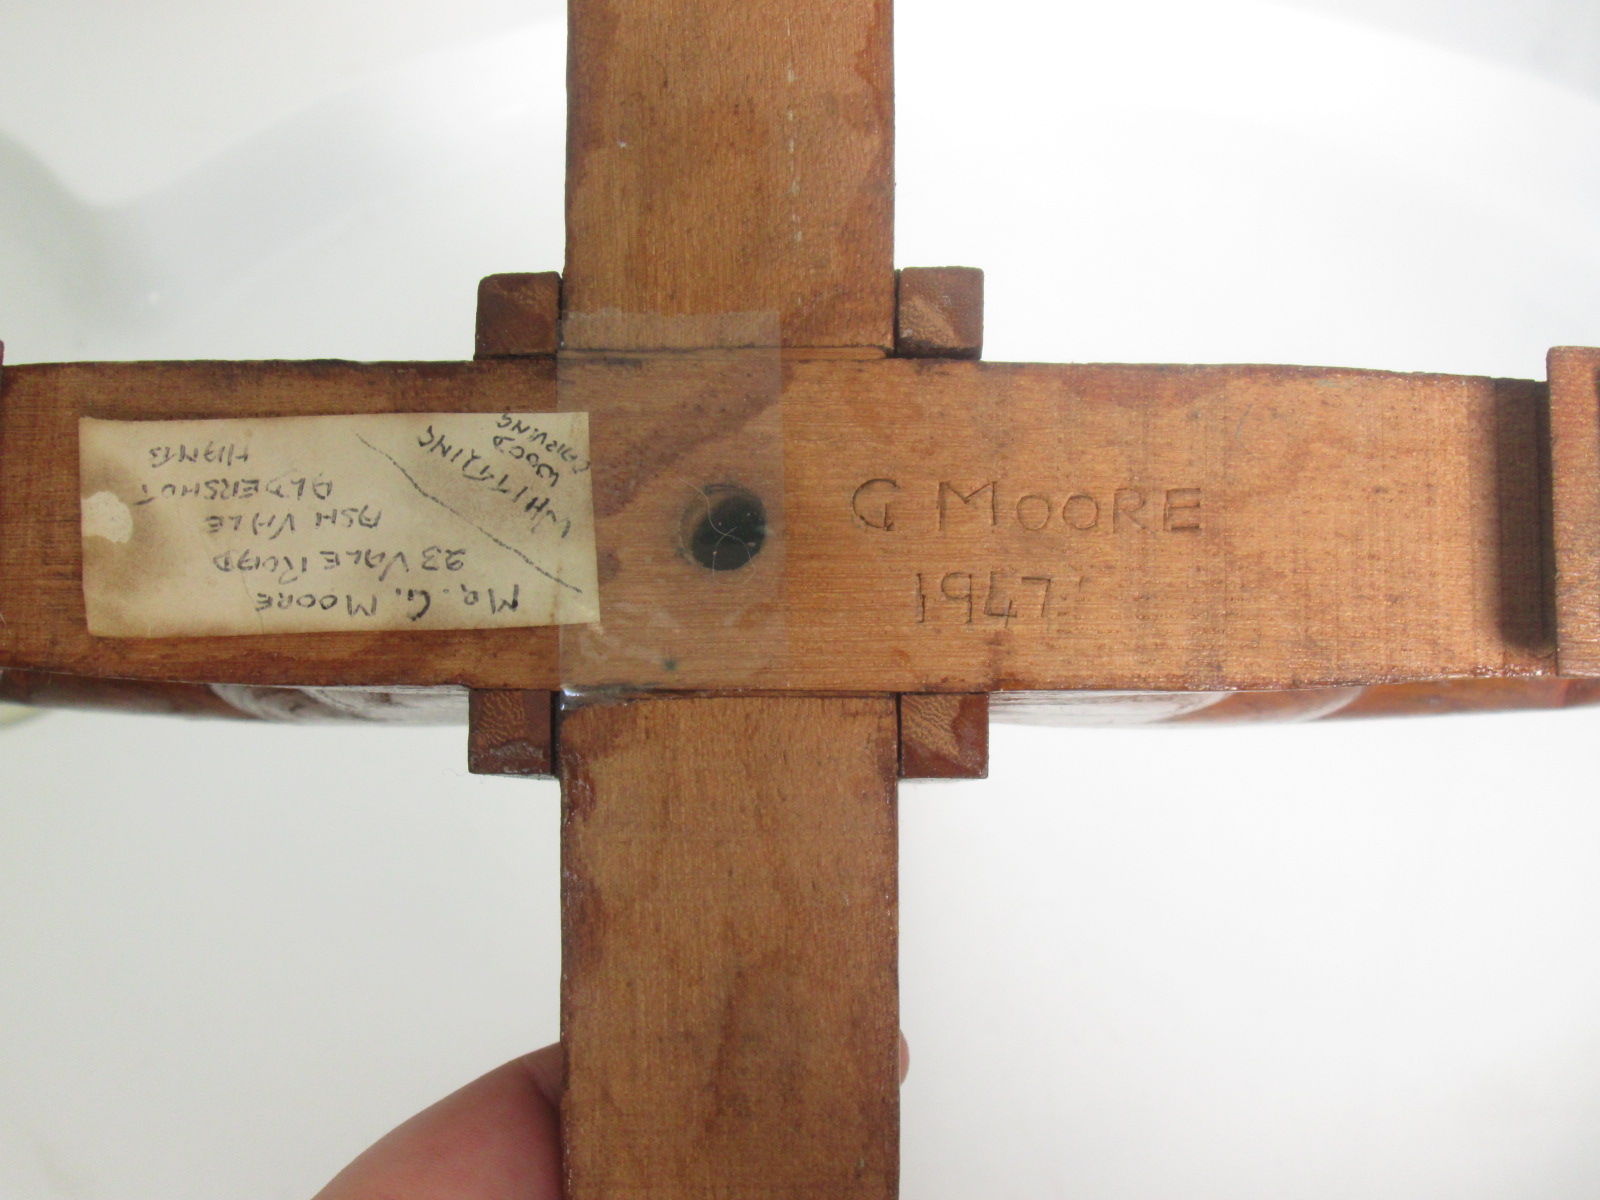 G MOORE
1947
MR. G. MOORE
23 VALE ROAD
ASH VALE
ALDERSHOT
HANTS
WHITTLING
WOOD
CARVING